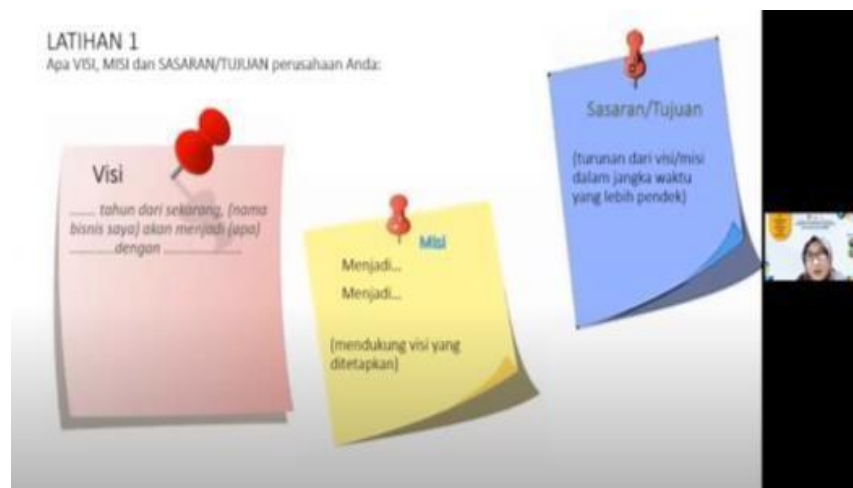 LATIHAN 1
Apa VISI, MISI dan SASARAN/TUJUAN perusahaan Anda:
Visi
....... tahun dari sekarang, (nama
bisnis saya) akan menjadi (apa)
............dengan .....................
Misi
Menjadi...
Menjadi...
(mendukung visi yang
ditetapkan)
Sasaran/Tujuan
(turunan dari visi/misi
dalam jangka waktu
yang lebih pendek)